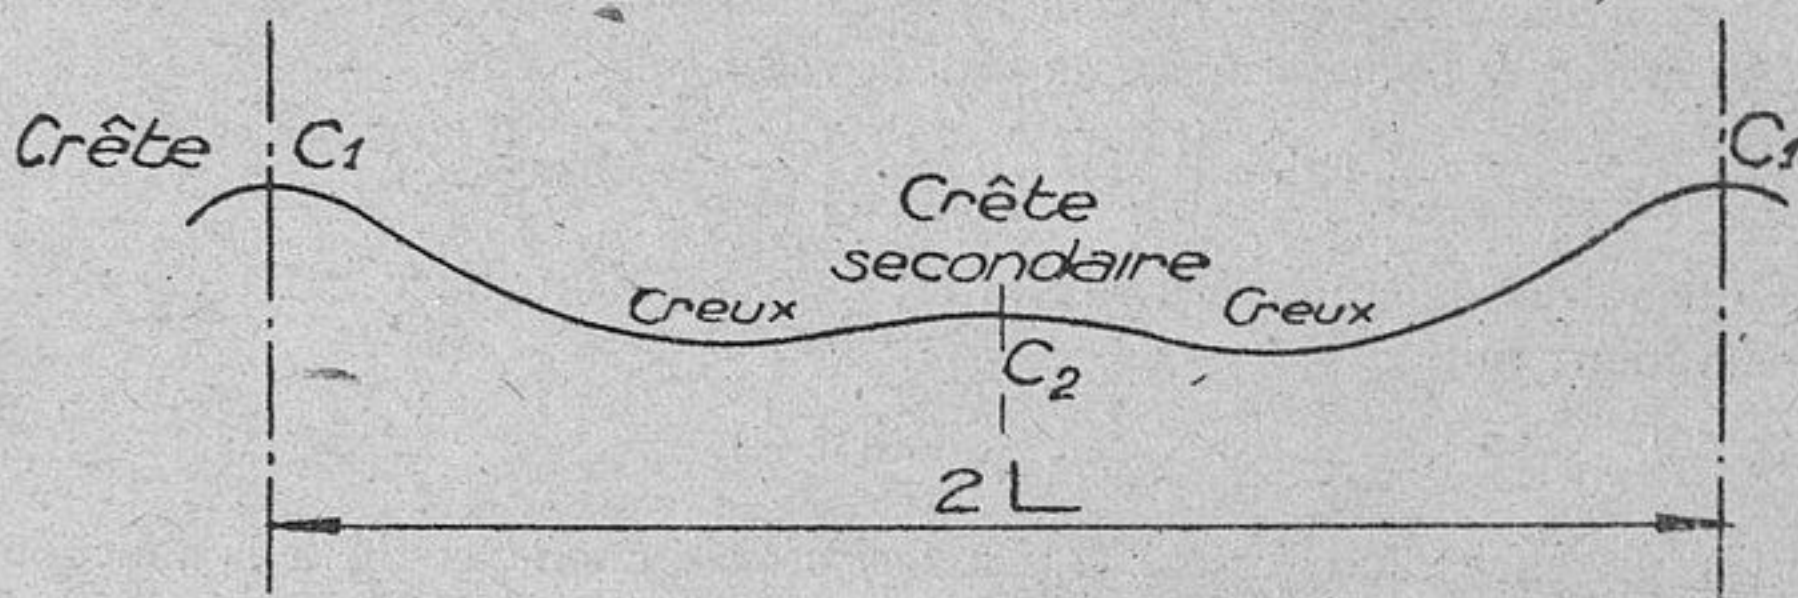 Crête C1 C1
Crête
secondaire
Creux Creux
C2
2L